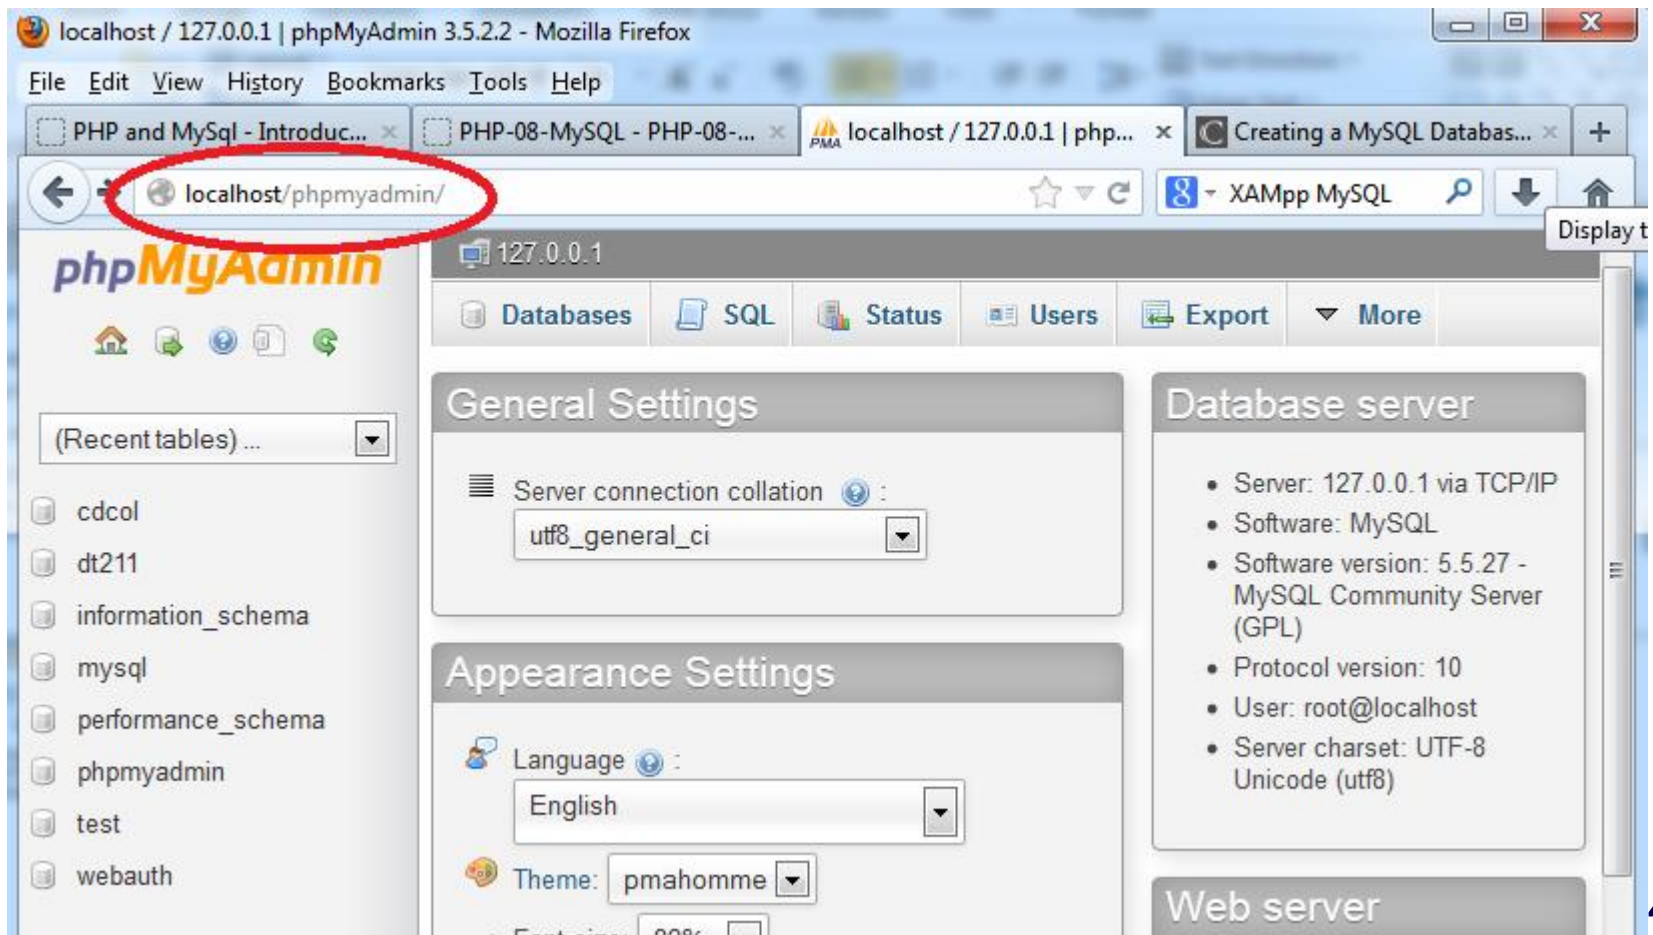 localhost / 127.0.0.1 | phpMyAdmin 3.5.2.2 - Mozilla Firefox
File Edit View History Bookmarks Tools Help
PHP and MySql - Introduc... PHP-08-MySQL - PHP-08-... localhost / 127.0.0.1 | php... Creating a MySQL Databas...
localhost/phpmyadmin/
XAMpp MySQL
Display t
phpMyAdmin
127.0.0.1
Databases SQL Status Users Export More
(Recent tables) ...
cdcol
dt211
information_schema
mysql
performance_schema
phpmyadmin
test
webauth
General Settings
Server connection collation :
utf8_general_ci
Appearance Settings
Language :
English
Theme: pmahomme
Font size: 82%
Database server
Server: 127.0.0.1 via TCP/IP
Software: MySQL
Software version: 5.5.27 -
MySQL Community Server
(GPL)
Protocol version: 10
User: root@localhost
Server charset: UTF-8
Unicode (utf8)
Web server